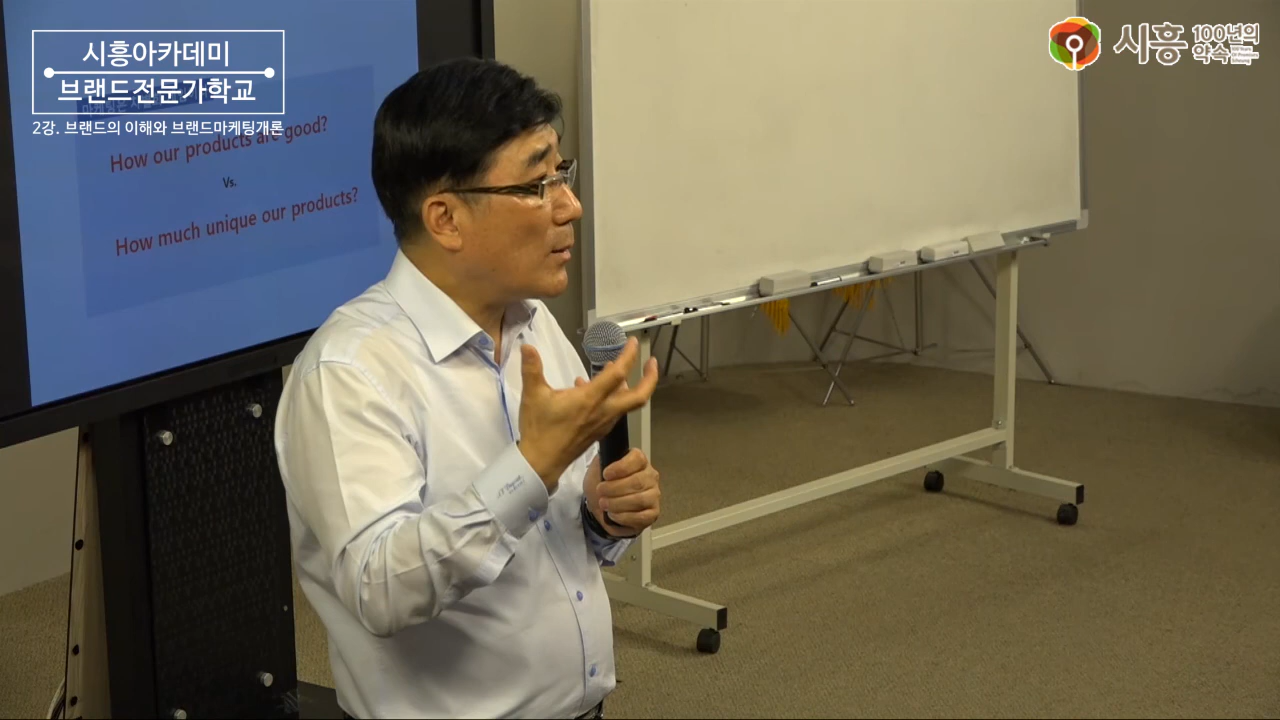 시흥아카데미
브랜드전문가학교
2강. 브랜드의 이해와 브랜드마케팅개론
How our products are good?
Vs.
How much unique our products?
시흥
100년의
약속